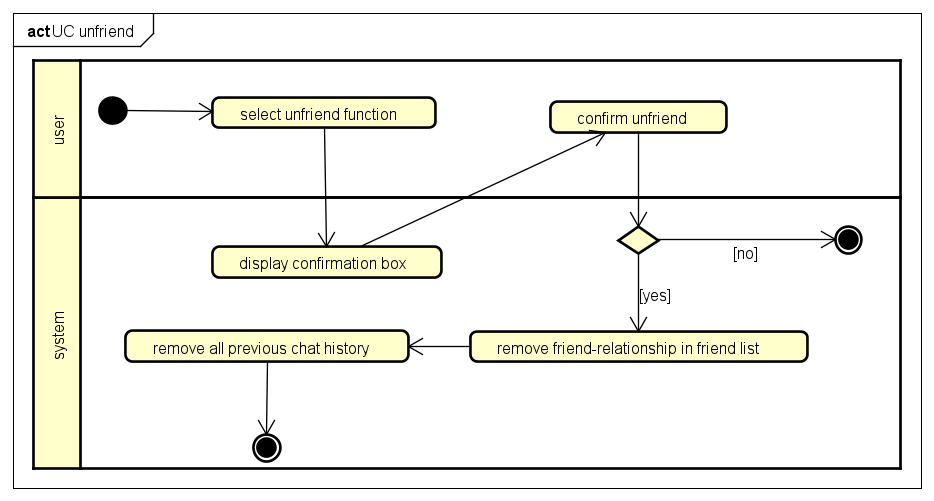 act UC unfriend
user
select unfriend function
confirm unfriend
system
display confirmation box
[no]
[yes]
remove all previous chat history
remove friend-relationship in friend list